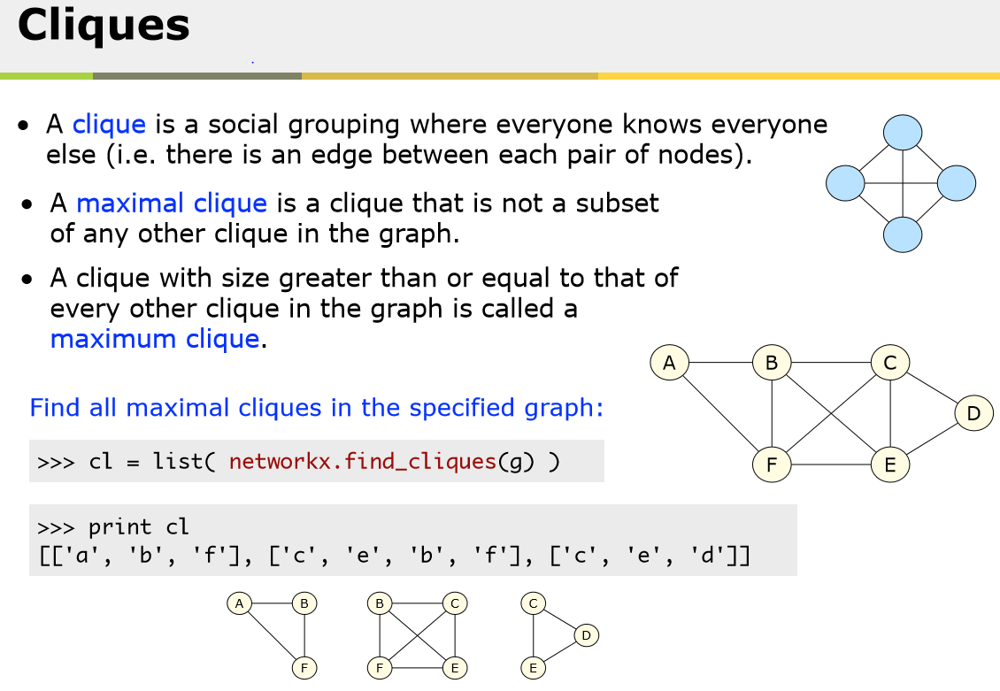 Cliques
• A clique is a social grouping where everyone knows everyone
else (i.e. there is an edge between each pair of nodes).
• A maximal clique is a clique that is not a subset
of any other clique in the graph.
• A clique with size greater than or equal to that of
every other clique in the graph is called a
maximum clique.
A B C
D
F E
Find all maximal cliques in the specified graph:
>>> cl = list( networkx.find_cliques(g) )
>>> print cl
[['a', 'b', 'f'], ['c', 'e', 'b', 'f'], ['c', 'e', 'd']]
A B B C C
D
F F E E